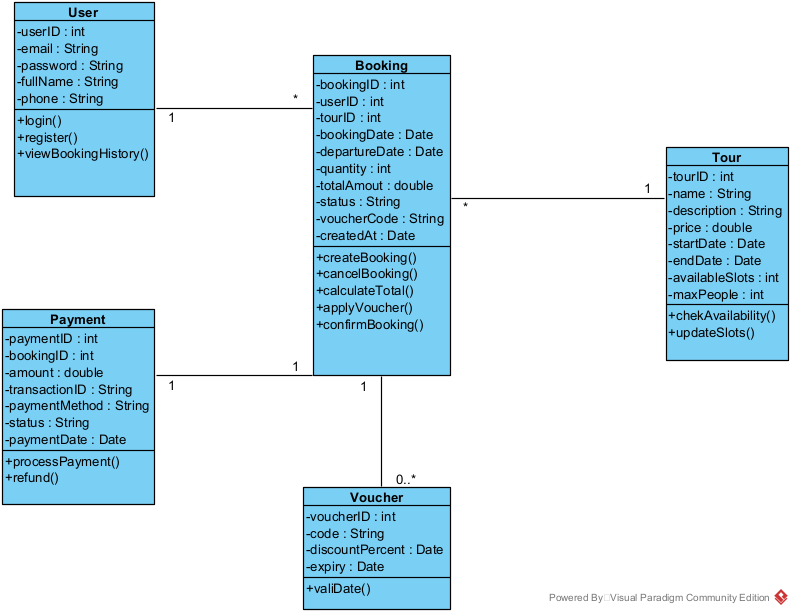 User
-userID : int
-email : String
-password : String
-fullName : String
-phone : String
+login()
+register()
+viewBookingHistory()
1
*
Booking
-bookingID : int
-userID : int
-tourID : int
-bookingDate : Date
-departureDate : Date
-quantity : int
-totalAmout : double
-status : String
-voucherCode : String
-createdAt : Date
+createBooking()
+cancelBooking()
+calculateTotal()
+applyVoucher()
+confirmBooking()
*
1
Tour
-tourID : int
-name : String
-description : String
-price : double
-startDate : Date
-endDate : Date
-availableSlots : int
-maxPeople : int
+chekAvailability()
+updateSlots()
Payment
-paymentID : int
-bookingID : int
-amount : double
-transactionID : String
-paymentMethod : String
-status : String
-paymentDate : Date
+processPayment()
+refund()
1
1
1
0..*
Voucher
-voucherID : int
-code : String
-discountPercent : Date
-expiry : Date
+valiDate()
Powered By Visual Paradigm Community Edition